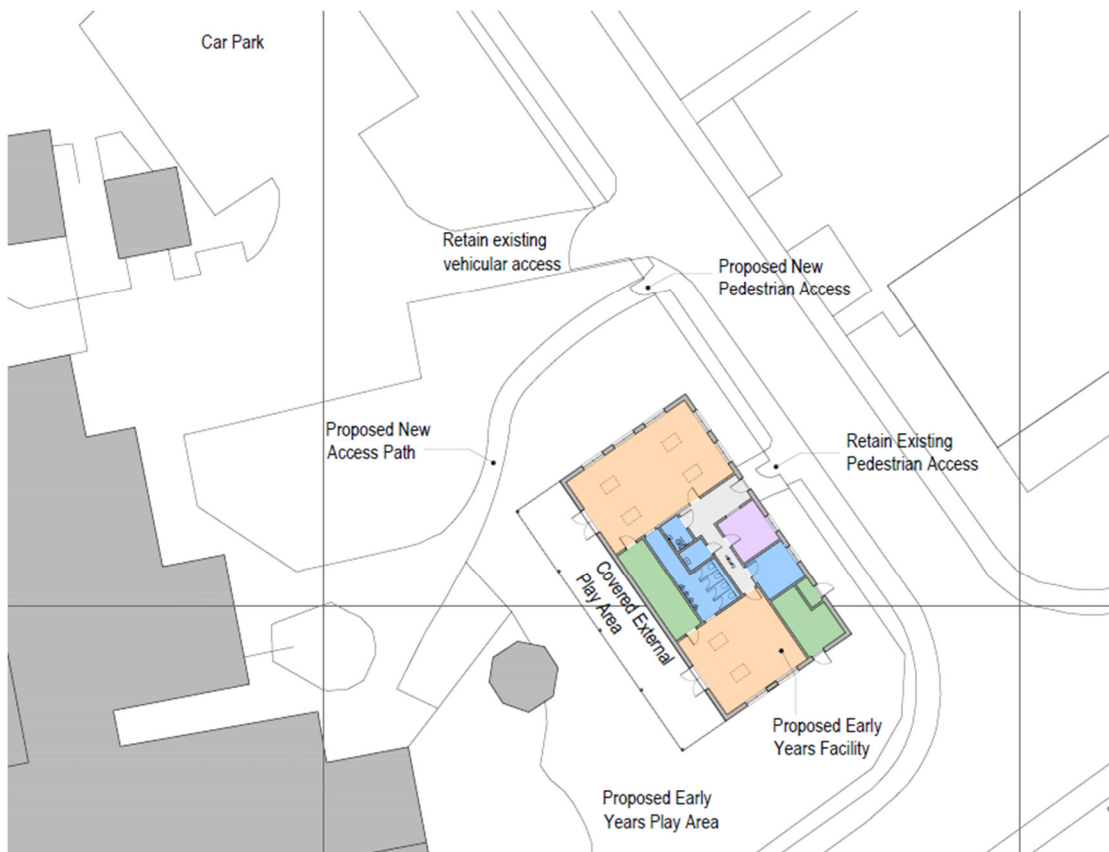 Car Park
Retain existing
vehicular access
Proposed New
Pedestrian Access
Proposed New
Access Path
Retain Existing
Pedestrian Access
Covered External
Play Area
Proposed Early
Years Facility
Proposed Early
Years Play Area